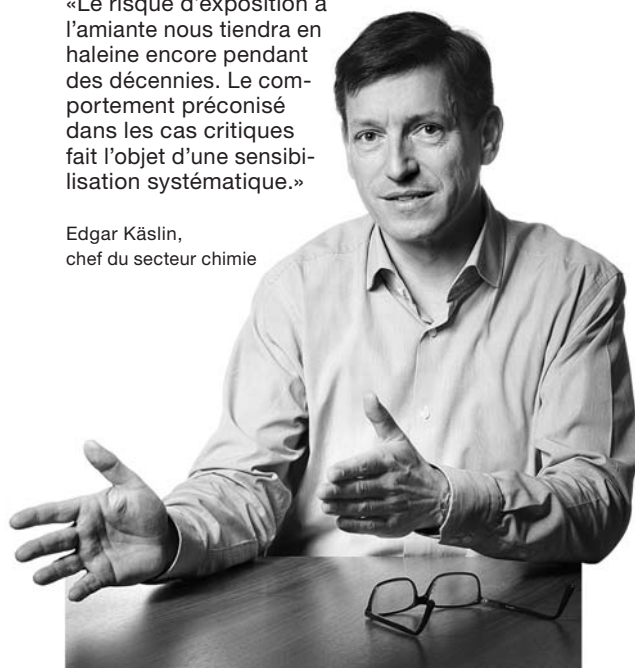 «Le risque d'exposition à
l'amiante nous tiendra en
haleine encore pendant
des décennies. Le com-
portement préconisé
dans les cas critiques
fait l'objet d'une sensibi-
lisation systématique.»
Edgar Käslin,
chef du secteur chimie